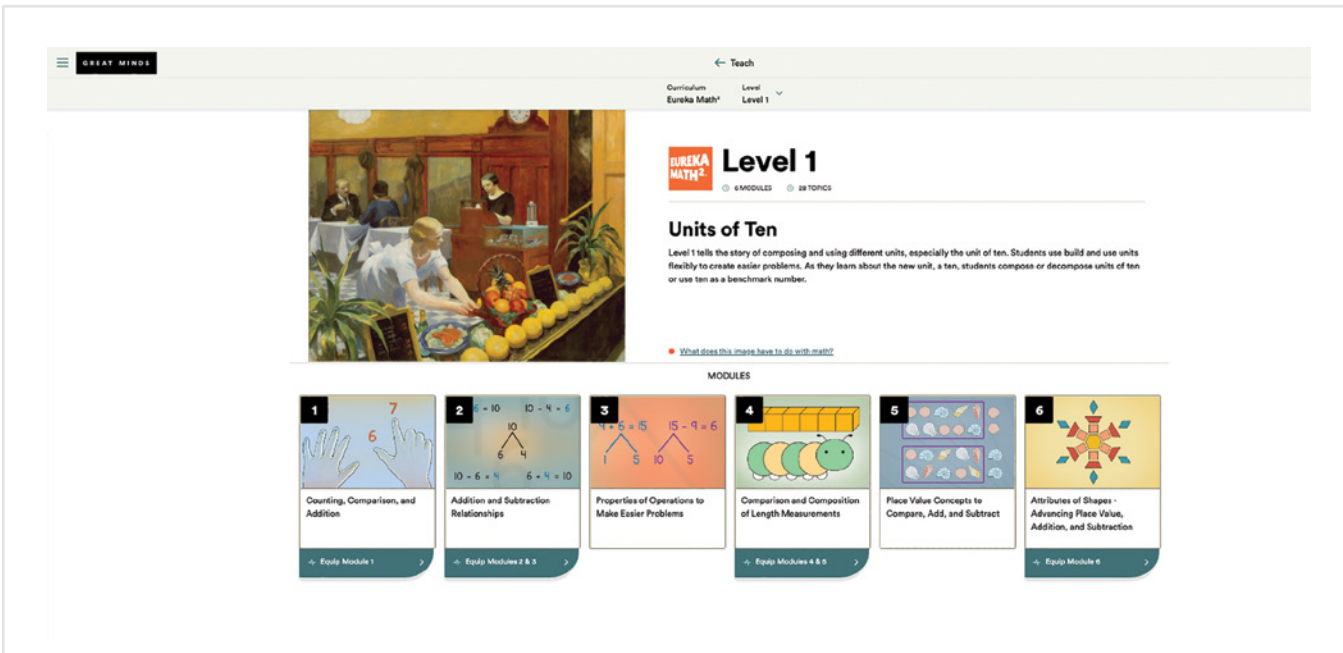 GREAT MINDS
← Teach
Curriculum
Eureka Math²
Level
Level 1
EUREKA
MATH²
Level 1
6 MODULES
28 TOPICS
Units of Ten
Level 1 tells the story of composing and using different units, especially the unit of ten. Students use build and use units
flexibly to create easier problems. As they learn about the new unit, a ten, students compose or decompose units of ten
or use ten as a benchmark number.
What does this image have to do with math?
MODULES
1
7
6
Counting, Comparison, and
Addition
Equip Module 1
2
6 = 10 10 - 4 = 6
10
6 4
10 - 6 = 4 6 + 4 = 10
Addition and Subtraction
Relationships
Equip Modules 2 & 3
3
9 + 6 = 15 15 - 9 = 6
1 5 10 5
Properties of Operations to
Make Easier Problems
4
Comparison and Composition
of Length Measurements
Equip Modules 4 & 5
5
Place Value Concepts to
Compare, Add, and Subtract
6
Attributes of Shapes -
Advancing Place Value,
Addition, and Subtraction
Equip Module 6